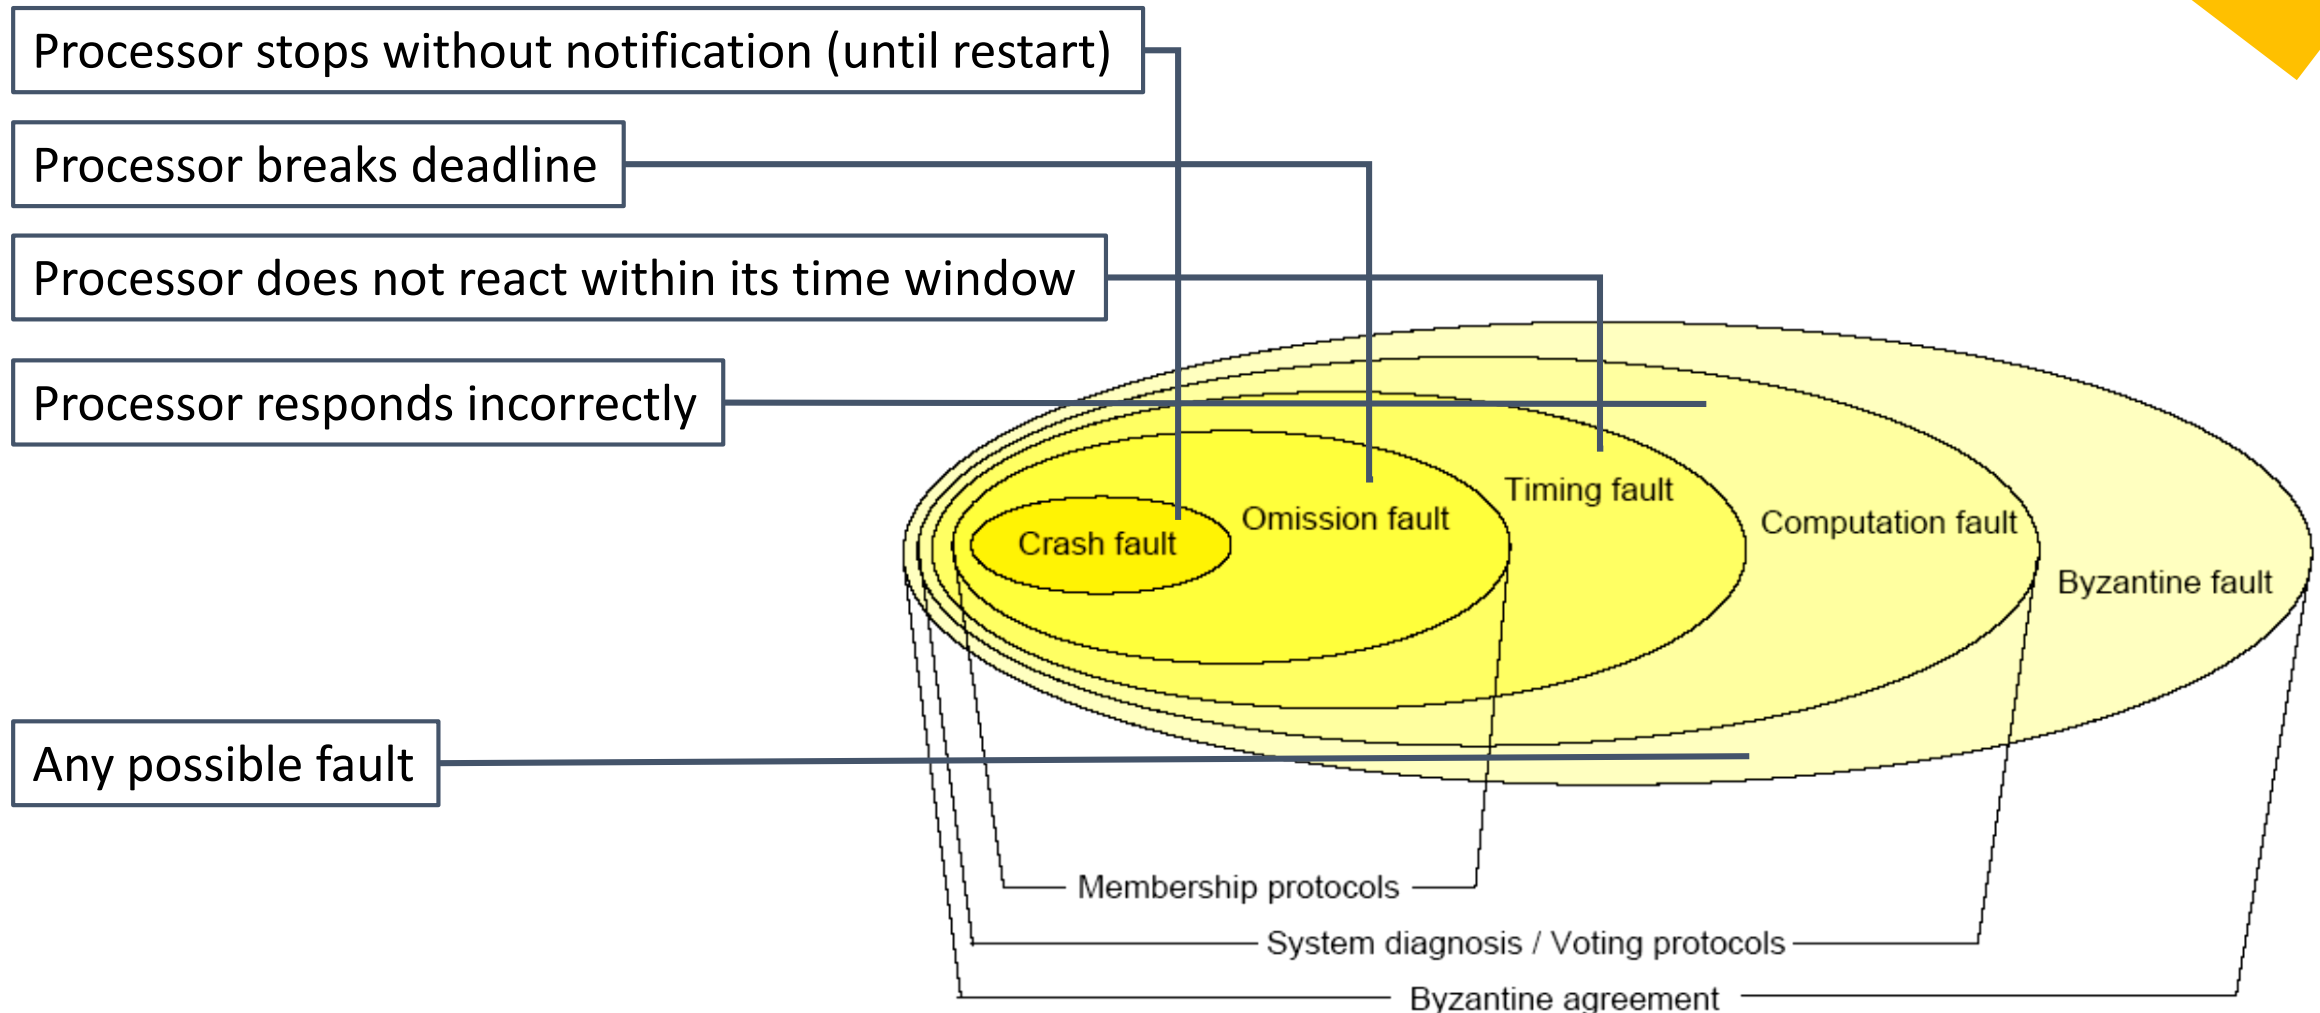 Processor stops without notification (until restart)
Processor breaks deadline
Processor does not react within its time window
Processor responds incorrectly
Timing fault
Omission fault
Computation fault
Crash fault
Byzantine fault
Any possible fault
Membership protocols
System diagnosis / Voting protocols
Byzantine agreement